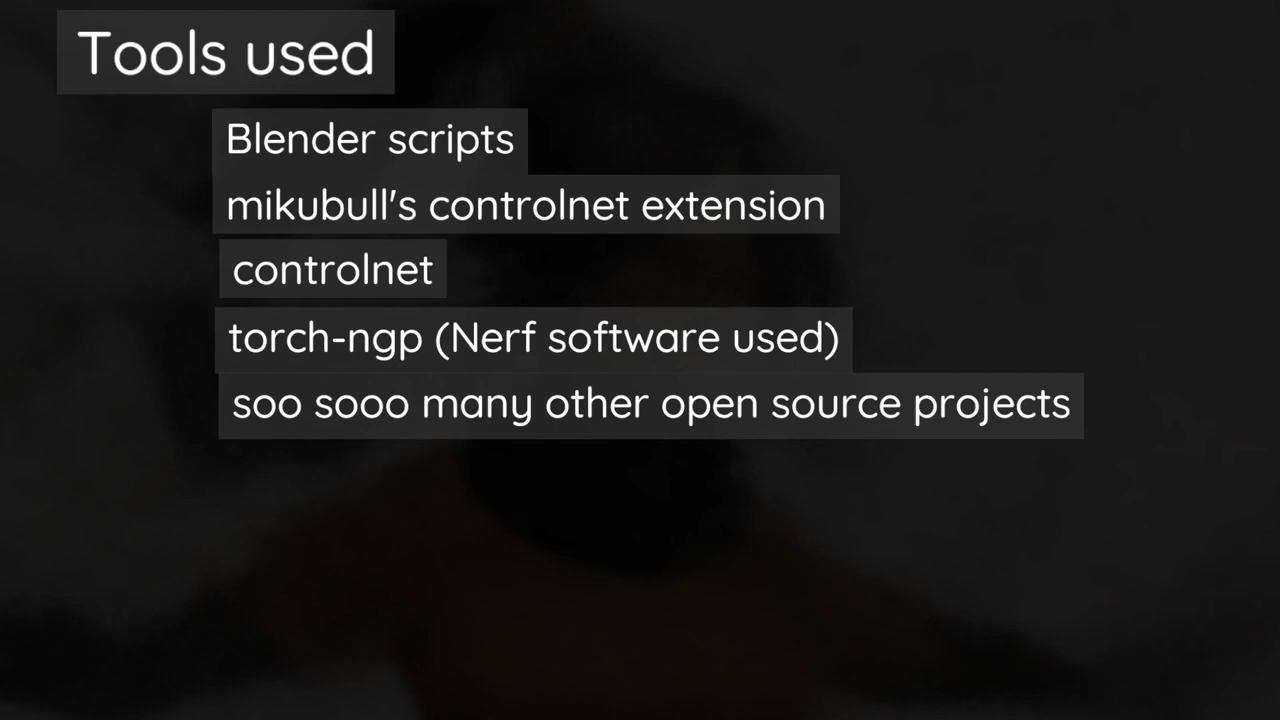 Tools used
Blender scripts
mikubull's controlnet extension
controlnet
torch-ngp (Nerf software used)
soo sooo many other open source projects